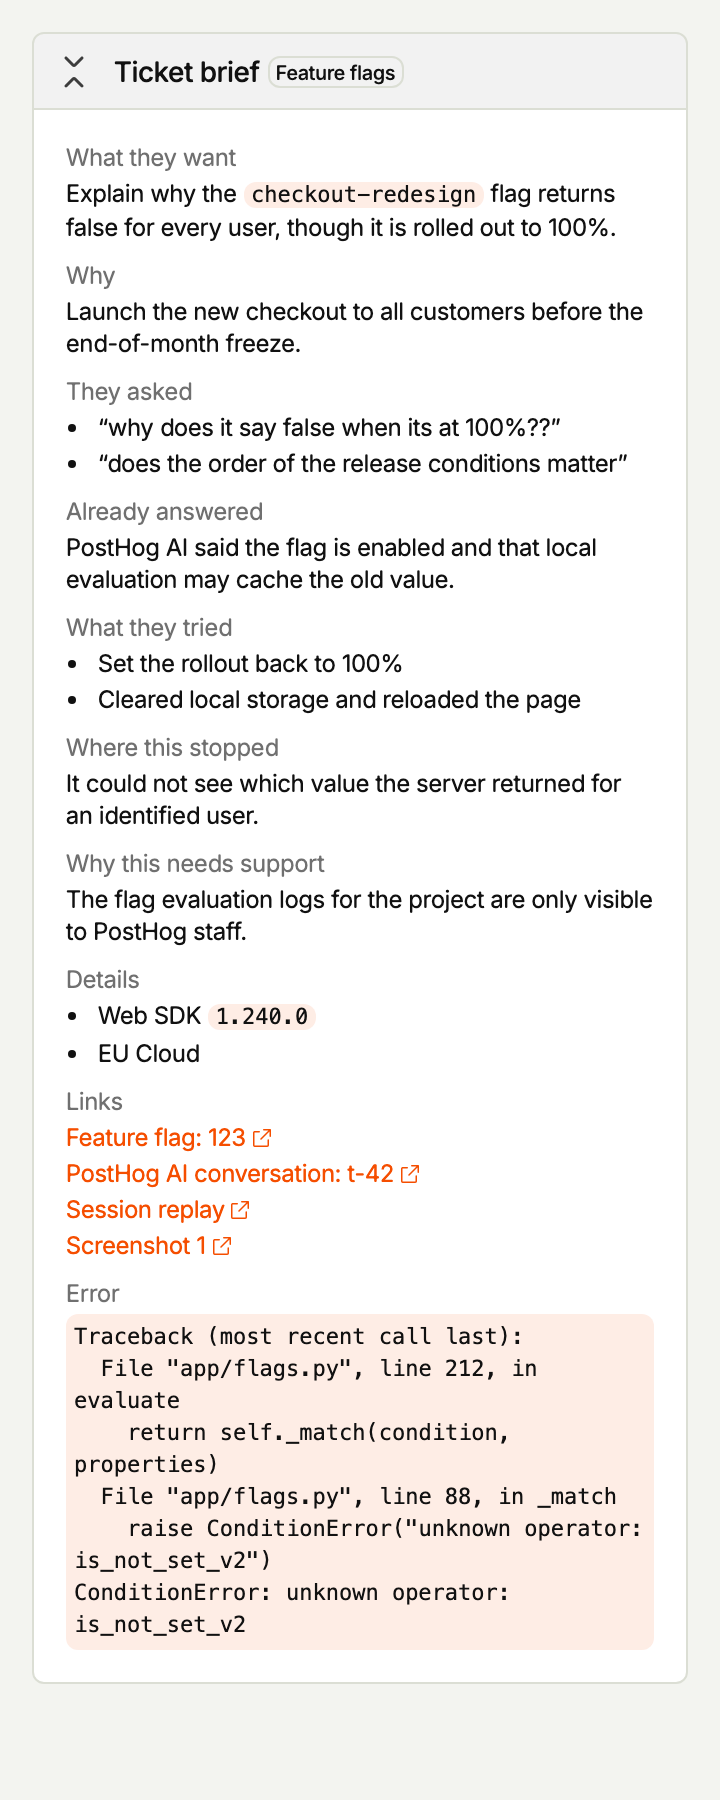 Ticket brief Feature flags
What they want
Explain why the checkout-redesign flag returns
false for every user, though it is rolled out to 100%.
Why
Launch the new checkout to all customers before the
end-of-month freeze.
They asked
• “why does it say false when its at 100%??”
• “does the order of the release conditions matter”
Already answered
PostHog AI said the flag is enabled and that local
evaluation may cache the old value.
What they tried
• Set the rollout back to 100%
• Cleared local storage and reloaded the page
Where this stopped
It could not see which value the server returned for
an identified user.
Why this needs support
The flag evaluation logs for the project are only visible
to PostHog staff.
Details
• Web SDK 1.240.0
• EU Cloud
Links
Feature flag: 123
PostHog AI conversation: t-42
Session replay
Screenshot 1
Error
Traceback (most recent call last):
  File "app/flags.py", line 212, in
evaluate
    return self._match(condition,
properties)
  File "app/flags.py", line 88, in _match
    raise ConditionError("unknown operator:
is_not_set_v2")
ConditionError: unknown operator:
is_not_set_v2